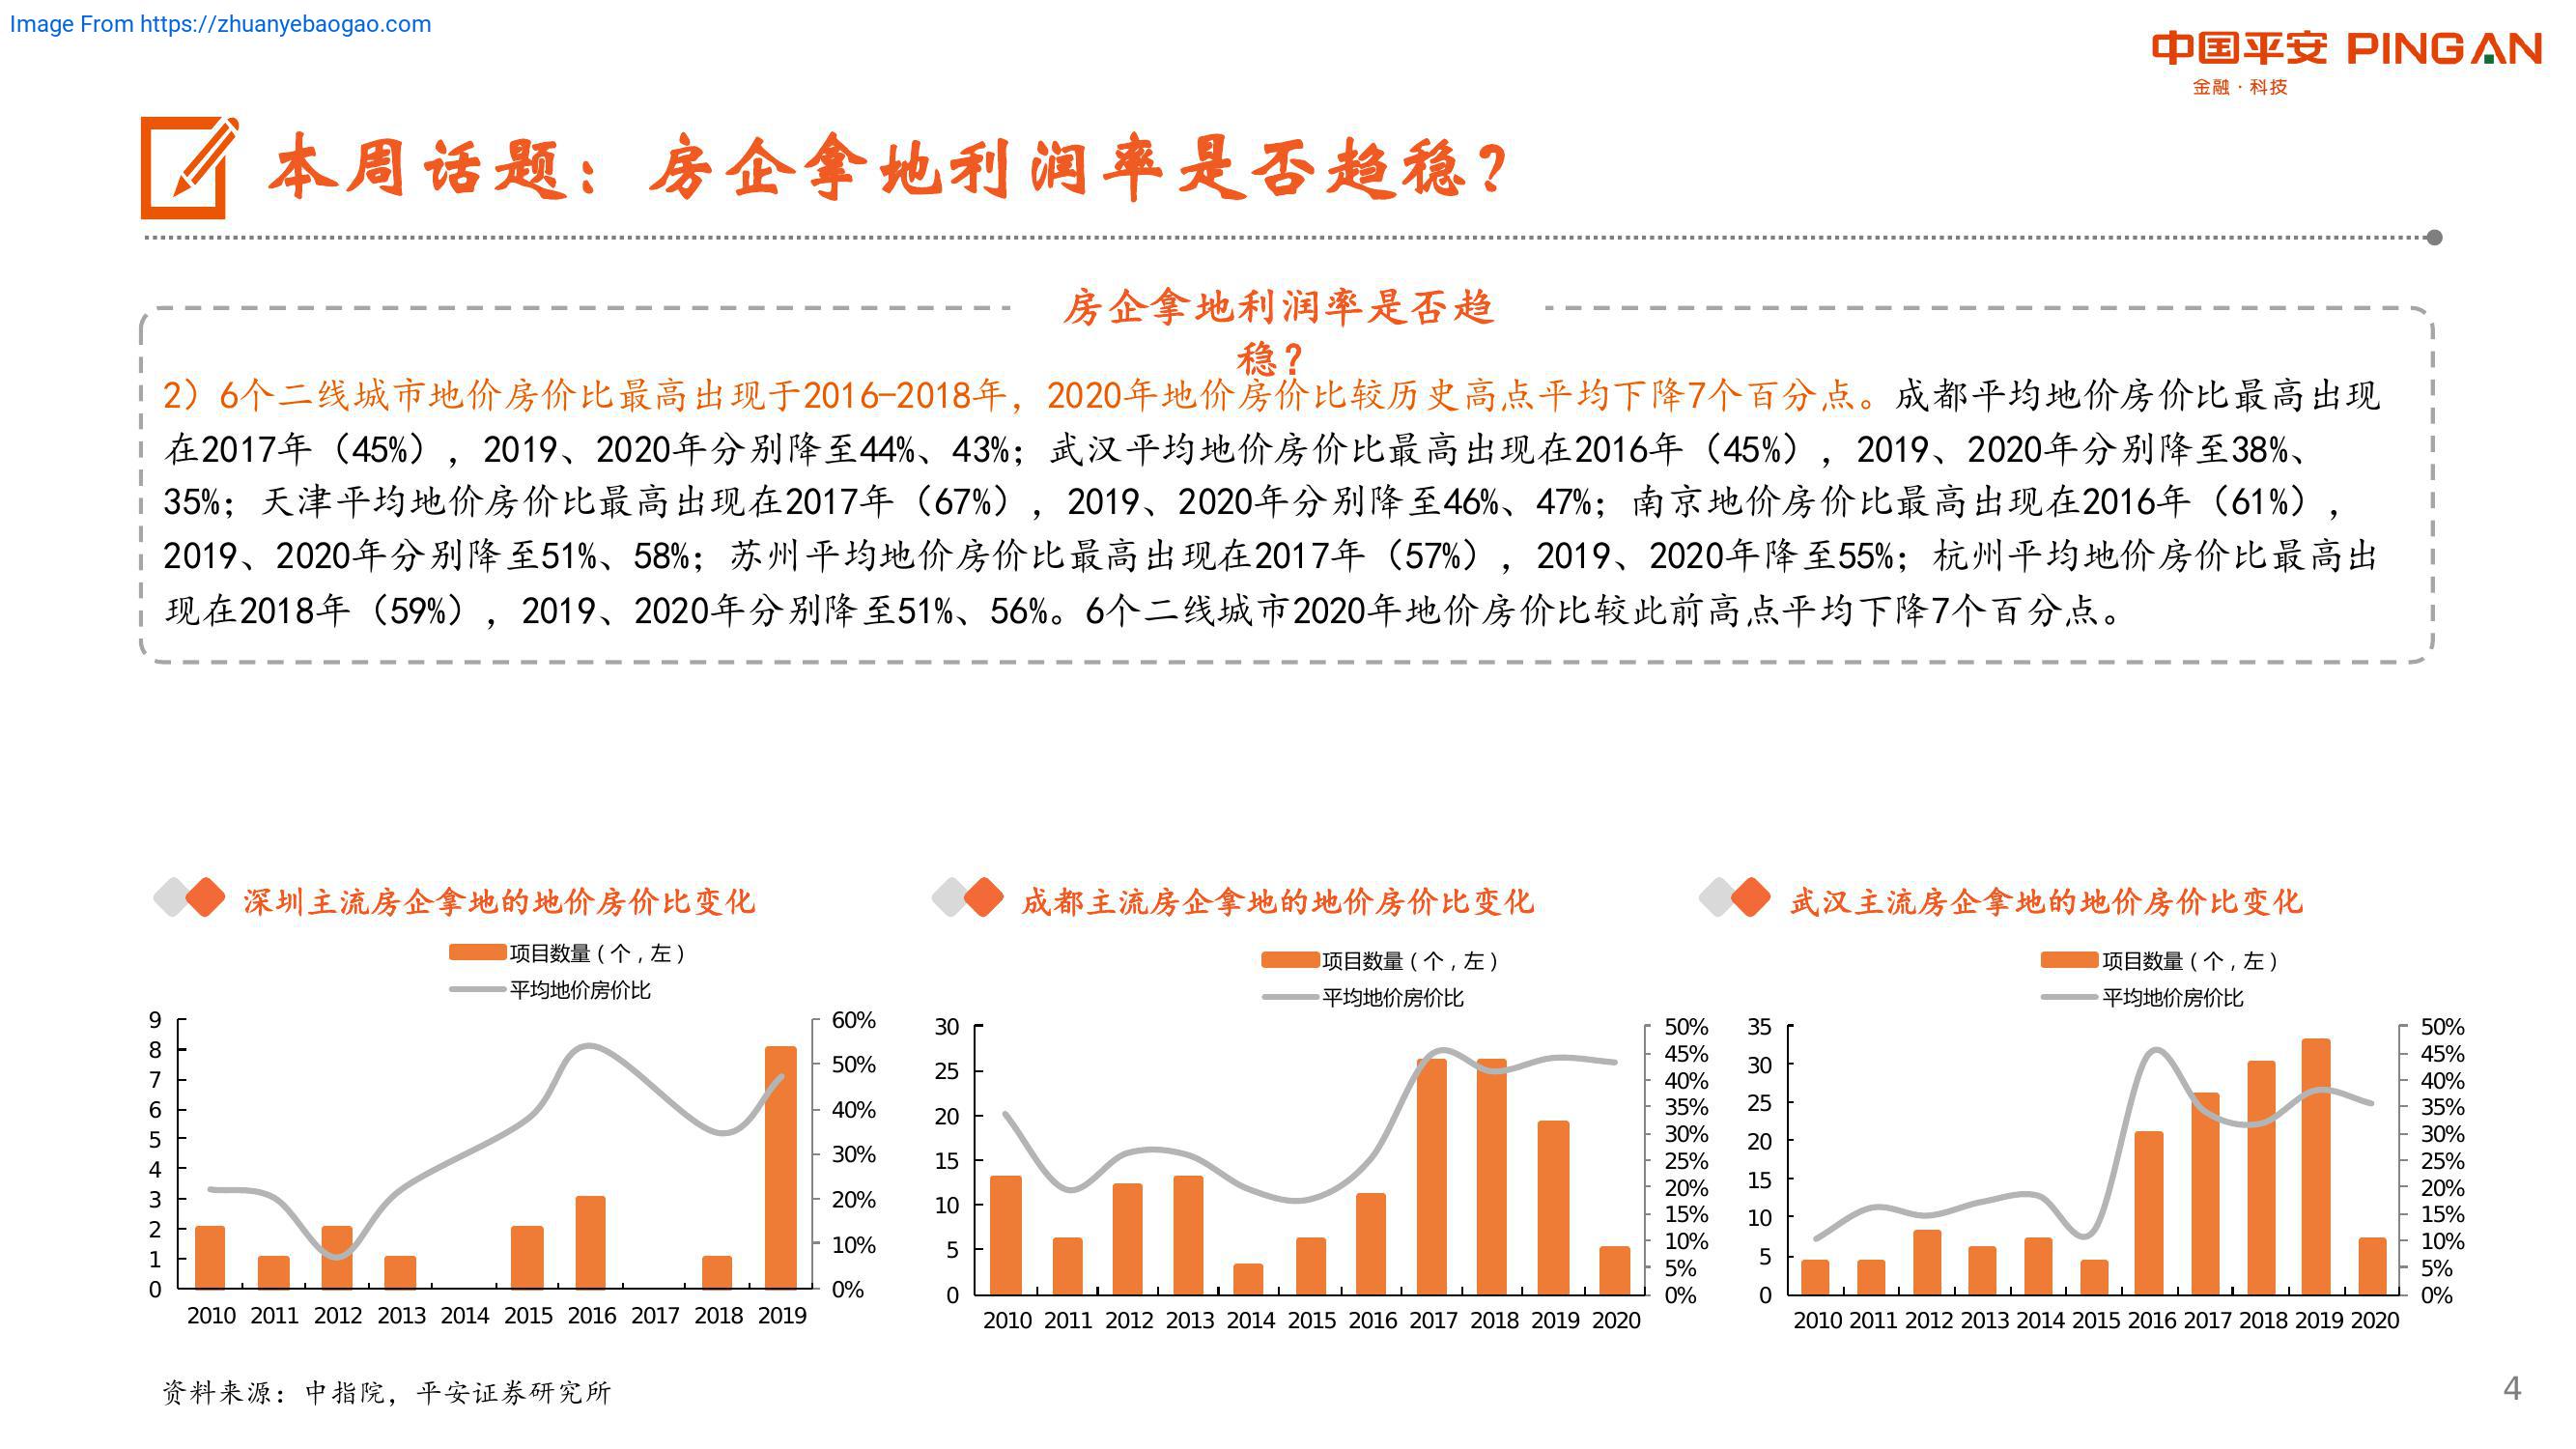 Image From https://zhuanyebaogao.com
中国平安 PINGAN
金融·科技
本周话题：房企拿地利润率是否趋稳？
房企拿地利润率是否趋
稳？
2）6个二线城市地价房价比最高出现于2016-2018年，2020年地价房价比较历史高点平均下降7个百分点。成都平均地价房价比最高出现
在2017年（45%），2019、2020年分别降至44%、43%；武汉平均地价房价比最高出现在2016年（45%），2019、2020年分别降至38%、
35%；天津平均地价房价比最高出现在2017年（67%），2019、2020年分别降至46%、47%；南京地价房价比最高出现在2016年（61%），
2019、2020年分别降至51%、58%；苏州平均地价房价比最高出现在2017年（57%），2019、2020年降至55%；杭州平均地价房价比最高出
现在2018年（59%），2019、2020年分别降至51%、56%。6个二线城市2020年地价房价比较此前高点平均下降7个百分点。
深圳主流房企拿地的地价房价比变化
项目数量（个，左）
平均地价房价比
9
8
7
6
5
4
3
2
1
0
60%
50%
40%
30%
20%
10%
0%
2010 2011 2012 2013 2014 2015 2016 2017 2018 2019
成都主流房企拿地的地价房价比变化
项目数量（个，左）
平均地价房价比
30
25
20
15
10
5
0
50%
45%
40%
35%
30%
25%
20%
15%
10%
5%
0%
2010 2011 2012 2013 2014 2015 2016 2017 2018 2019 2020
武汉主流房企拿地的地价房价比变化
项目数量（个，左）
平均地价房价比
35
30
25
20
15
10
5
0
50%
45%
40%
35%
30%
25%
20%
15%
10%
5%
0%
2010 2011 2012 2013 2014 2015 2016 2017 2018 2019 2020
资料来源：中指院，平安证券研究所
4